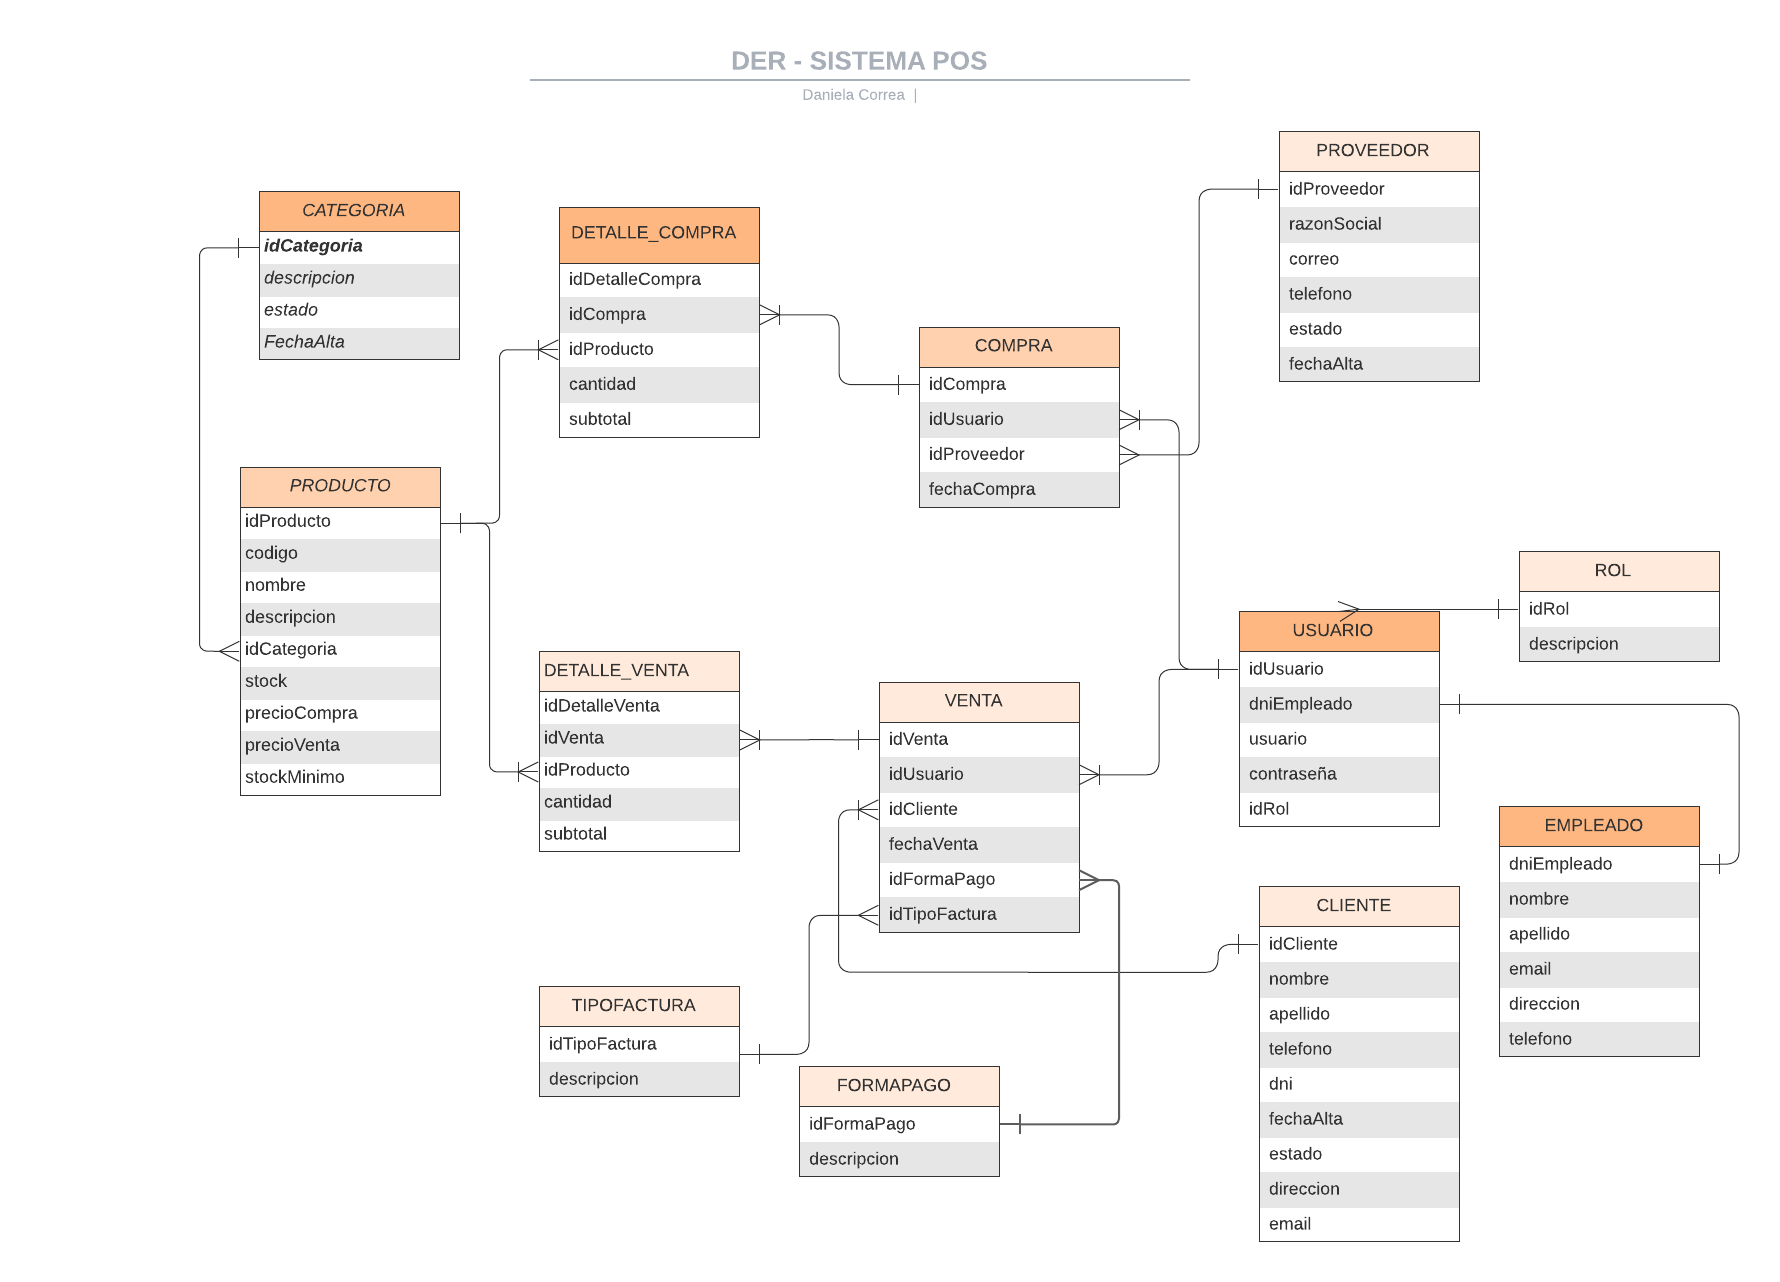 DER - SISTEMA POS
Daniela Correa |
PROVEEDOR
idProveedor
razonSocial
correo
telefono
estado
fechaAlta
CATEGORIA
idCategoria
descripcion
estado
FechaAlta
DETALLE_COMPRA
idDetalleCompra
idCompra
idProducto
cantidad
subtotal
COMPRA
idCompra
idUsuario
idProveedor
fechaCompra
PRODUCTO
idProducto
codigo
nombre
descripcion
idCategoria
stock
precioCompra
precioVenta
stockMinimo
ROL
idRol
descripcion
USUARIO
idUsuario
dniEmpleado
usuario
contraseña
idRol
DETALLE_VENTA
idDetalleVenta
idVenta
idProducto
cantidad
subtotal
VENTA
idVenta
idUsuario
idCliente
fechaVenta
idFormaPago
idTipoFactura
EMPLEADO
dniEmpleado
nombre
apellido
email
direccion
telefono
CLIENTE
idCliente
nombre
apellido
telefono
dni
fechaAlta
estado
direccion
email
TIPOFACTURA
idTipoFactura
descripcion
FORMAPAGO
idFormaPago
descripcion